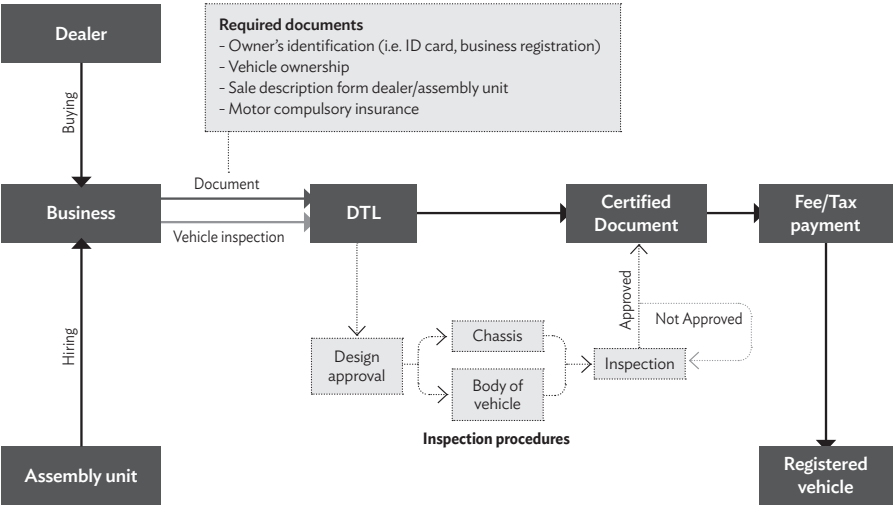 Dealer
Required documents
- Owner's identification (i.e. ID card, business registration)
- Vehicle ownership
- Sale description form dealer/assembly unit
- Motor compulsory insurance
Buying
Business
Document
Vehicle inspection
DTL
Certified
Document
Fee/Tax
payment
Hiring
Approved
Not Approved
Design
approval
Chassis
Body of
vehicle
Inspection
Inspection procedures
Assembly unit
Registered
vehicle